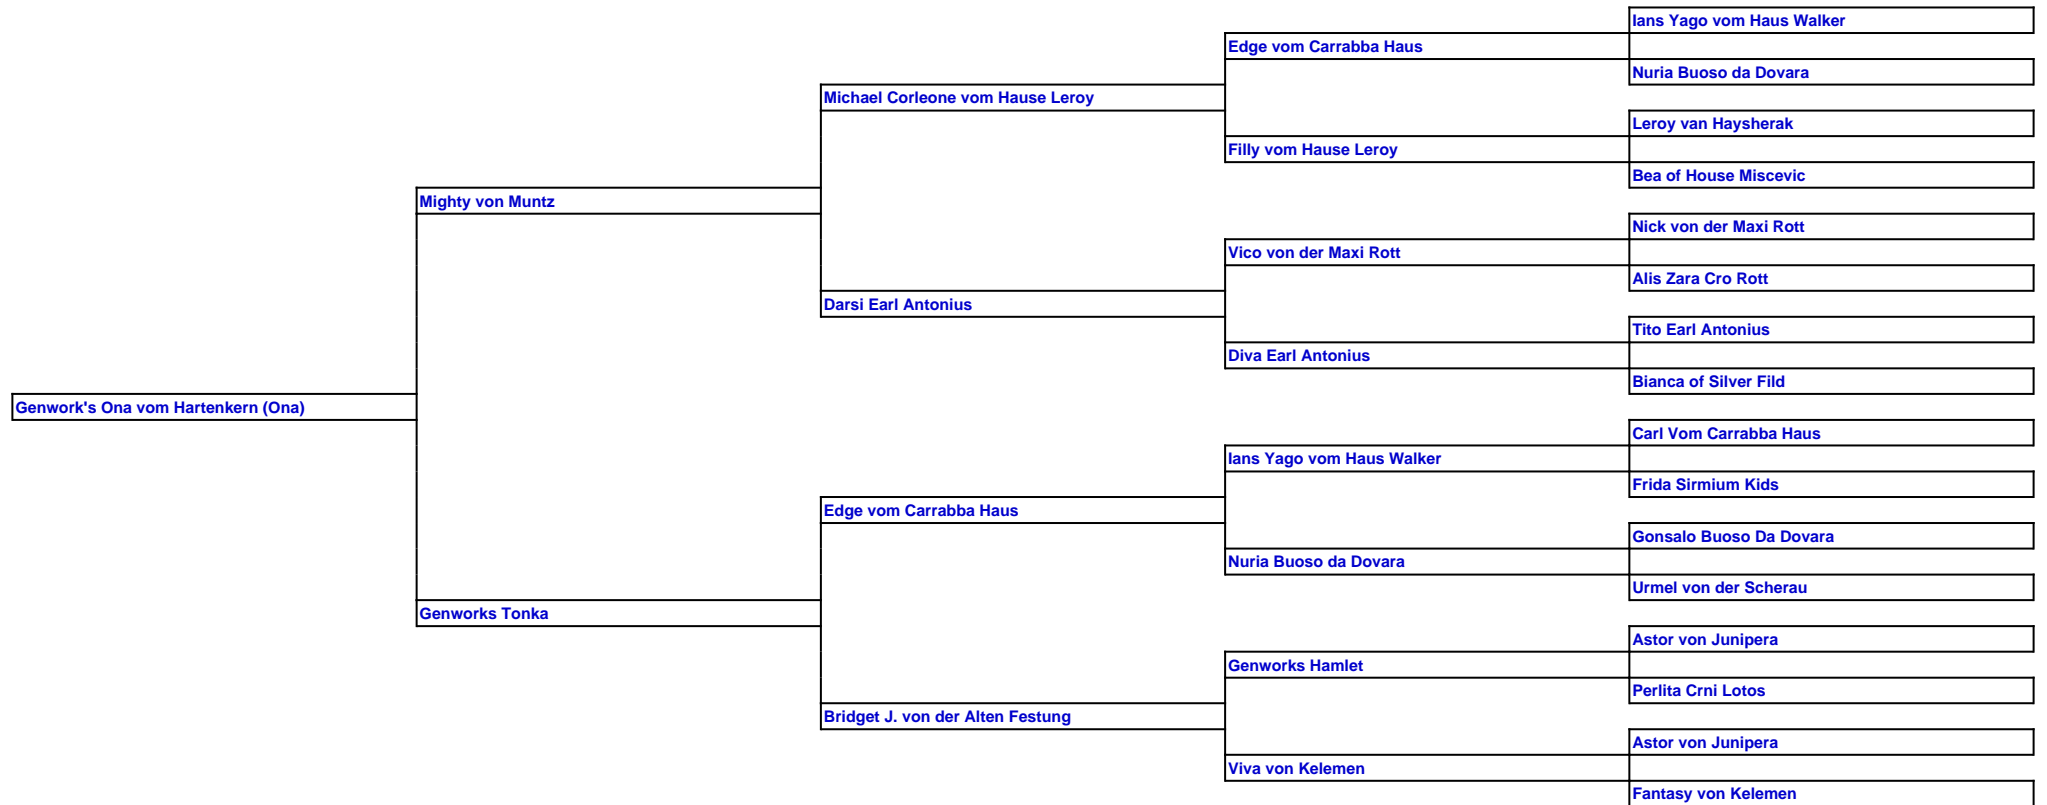 Ians Yago vom Haus Walker
Edge vom Carrabba Haus
Nuria Buoso da Dovara
Michael Corleone vom Hause Leroy
Leroy van Haysherak
Filly vom Hause Leroy
Bea of House Miscevic
Mighty von Muntz
Nick von der Maxi Rott
Vico von der Maxi Rott
Alis Zara Cro Rott
Darsi Earl Antonius
Tito Earl Antonius
Diva Earl Antonius
Bianca of Silver Fild
Genwork's Ona vom Hartenkern (Ona)
Carl Vom Carrabba Haus
Ians Yago vom Haus Walker
Frida Sirmium Kids
Edge vom Carrabba Haus
Gonsalo Buoso Da Dovara
Nuria Buoso da Dovara
Urmel von der Scherau
Genworks Tonka
Astor von Junipera
Genworks Hamlet
Perlita Crni Lotos
Bridget J. von der Alten Festung
Astor von Junipera
Viva von Kelemen
Fantasy von Kelemen